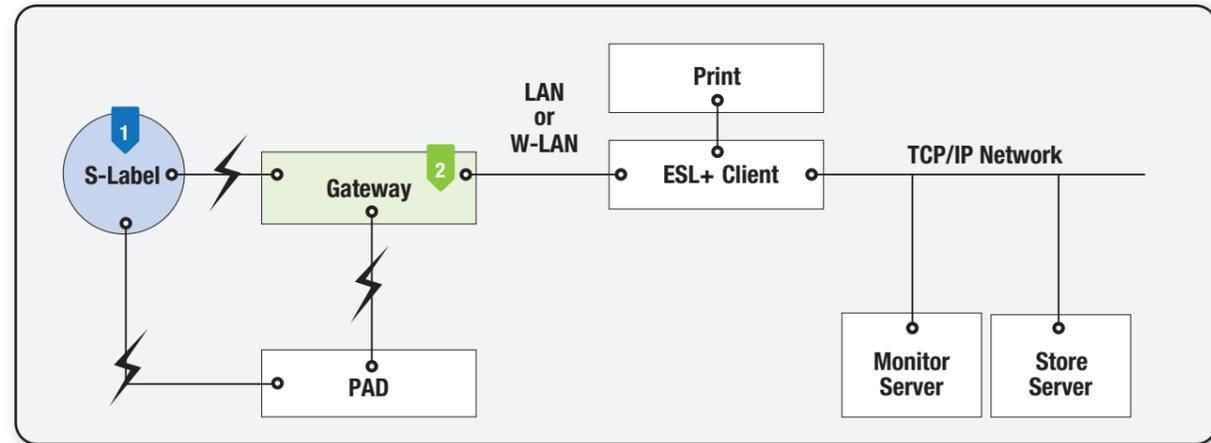 1
S-Label
2
Gateway
LAN
or
W-LAN
Print
ESL+ Client
TCP/IP Network
PAD
Monitor
Server
Store
Server